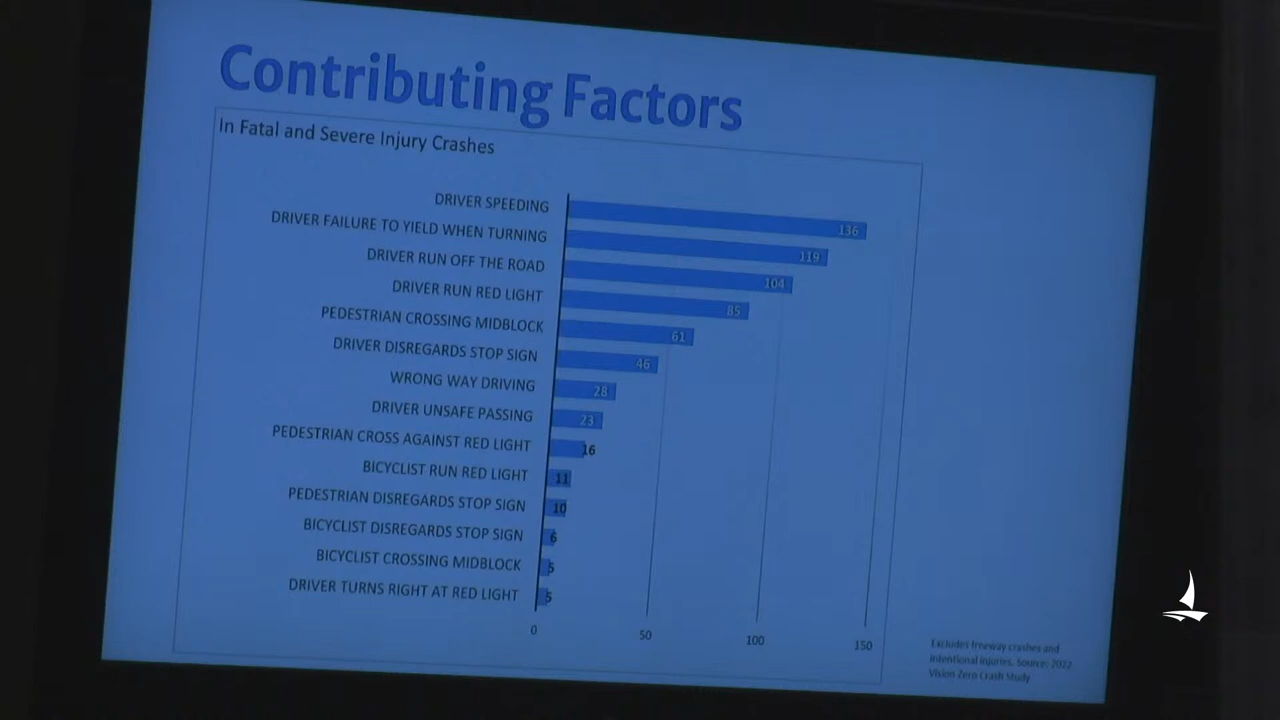 Contributing Factors
In Fatal and Severe Injury Crashes
DRIVER SPEEDING 136
DRIVER FAILURE TO YIELD WHEN TURNING 119
DRIVER RUN OFF THE ROAD 104
DRIVER RUN RED LIGHT 85
PEDESTRIAN CROSSING MIDBLOCK 61
DRIVER DISREGARDS STOP SIGN 46
WRONG WAY DRIVING 28
DRIVER UNSAFE PASSING 23
PEDESTRIAN CROSS AGAINST RED LIGHT 16
BICYCLIST RUN RED LIGHT 11
PEDESTRIAN DISREGARDS STOP SIGN 10
BICYCLIST DISREGARDS STOP SIGN 6
BICYCLIST CROSSING MIDBLOCK 5
DRIVER TURNS RIGHT AT RED LIGHT 5
0 50 100 150
Excludes freeway crashes and
intentional injuries. Source: 2022
Vision Zero Crash Study